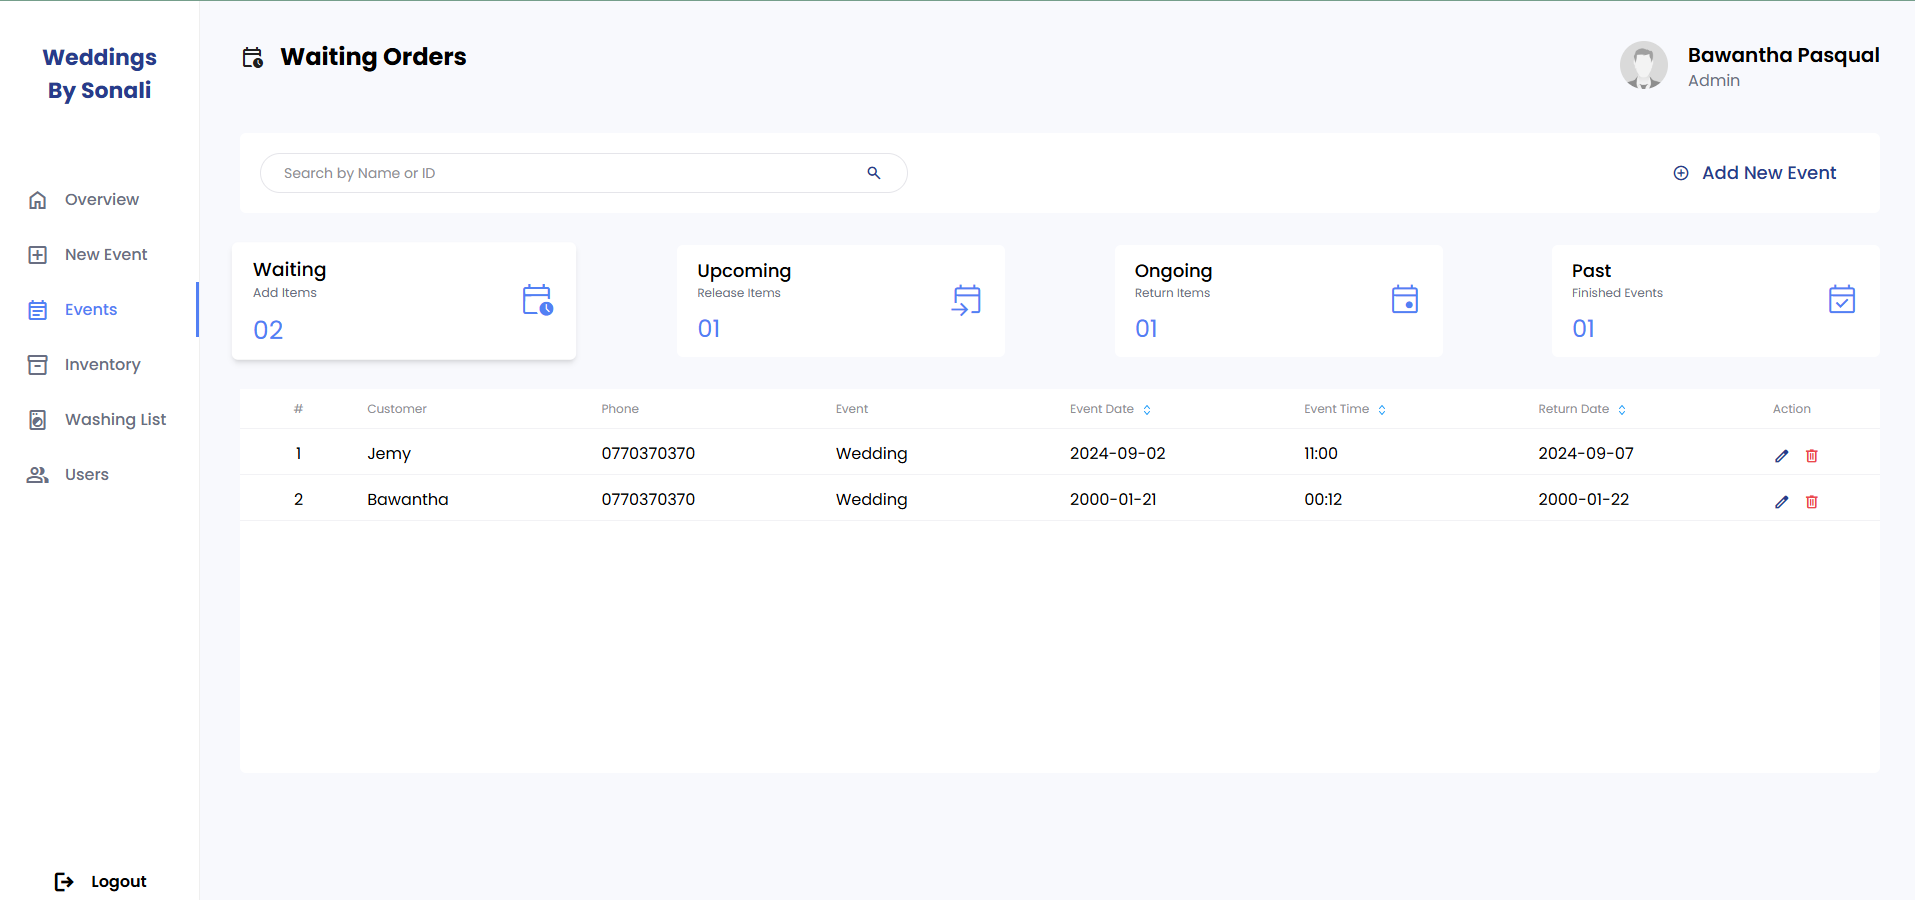 Weddings
By Sonali
Overview
New Event
Events
Inventory
Washing List
Users
Logout
Waiting Orders
Bawantha Pasqual
Admin
Search by Name or ID
Add New Event
Waiting
Add Items
02
Upcoming
Release Items
01
Ongoing
Return Items
01
Past
Finished Events
01
# Customer Phone Event Event Date Event Time Return Date Action
1 Jemy 0770370370 Wedding 2024-09-02 11:00 2024-09-07
2 Bawantha 0770370370 Wedding 2000-01-21 00:12 2000-01-22